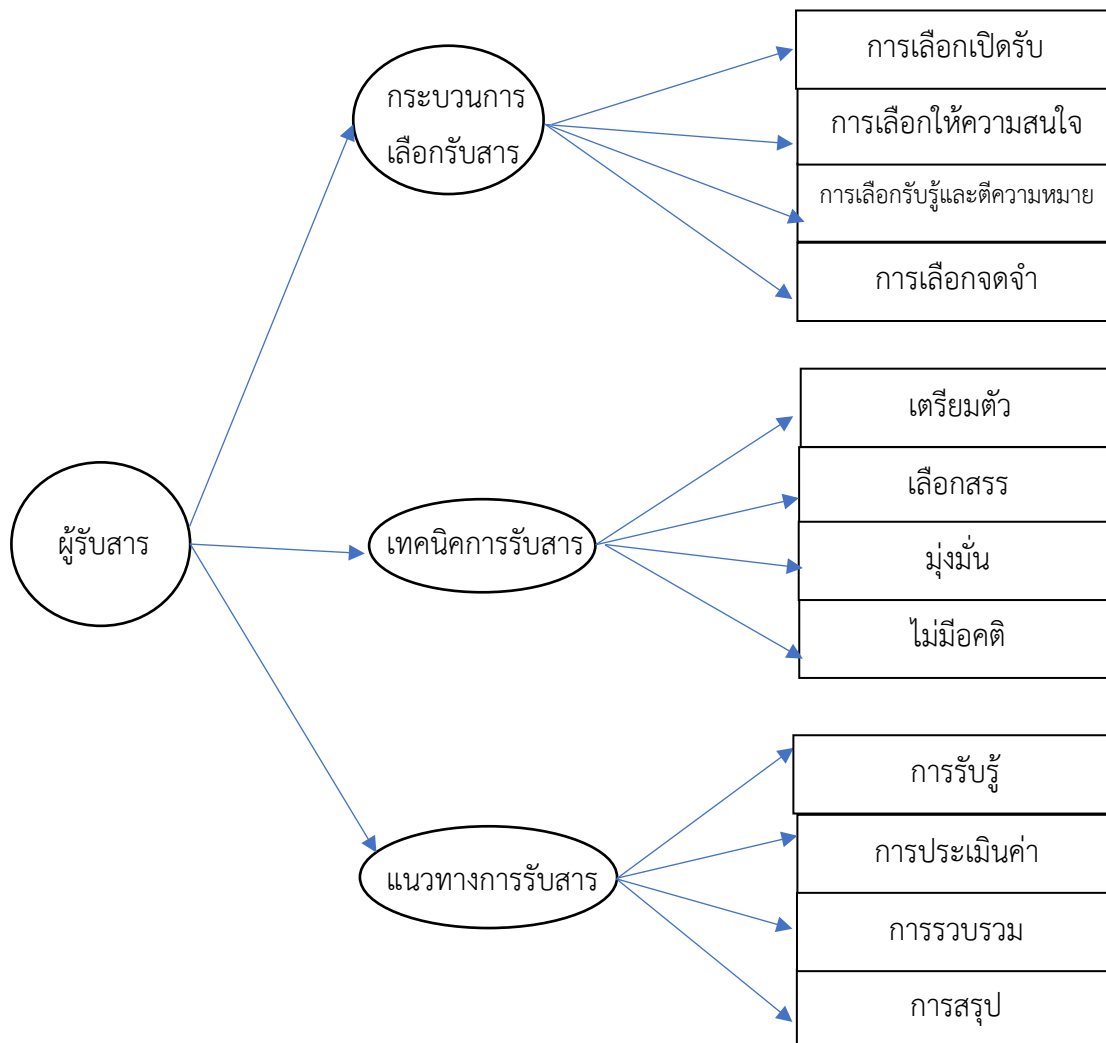 กระบวนการ
เลือกรับสาร
การเลือกเปิดรับ
การเลือกให้ความสนใจ
การเลือกรับรู้และตีความหมาย
การเลือกจดจำ
ผู้รับสาร
เทคนิคการรับสาร
เตรียมตัว
เลือกสรร
มุ่งมั่น
ไม่มีอคติ
แนวทางการรับสาร
การรับรู้
การประเมินค่า
การรวบรวม
การสรุป